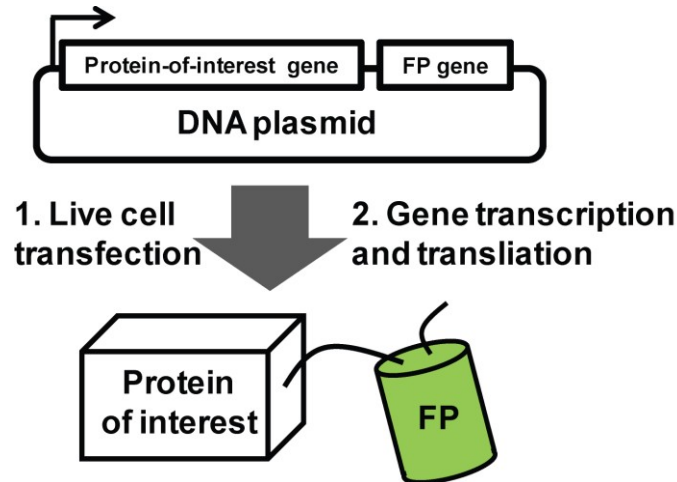 Protein-of-interest gene
FP gene
DNA plasmid
1. Live cell
transfection
2. Gene transcription
and transliation
Protein
of interest
FP